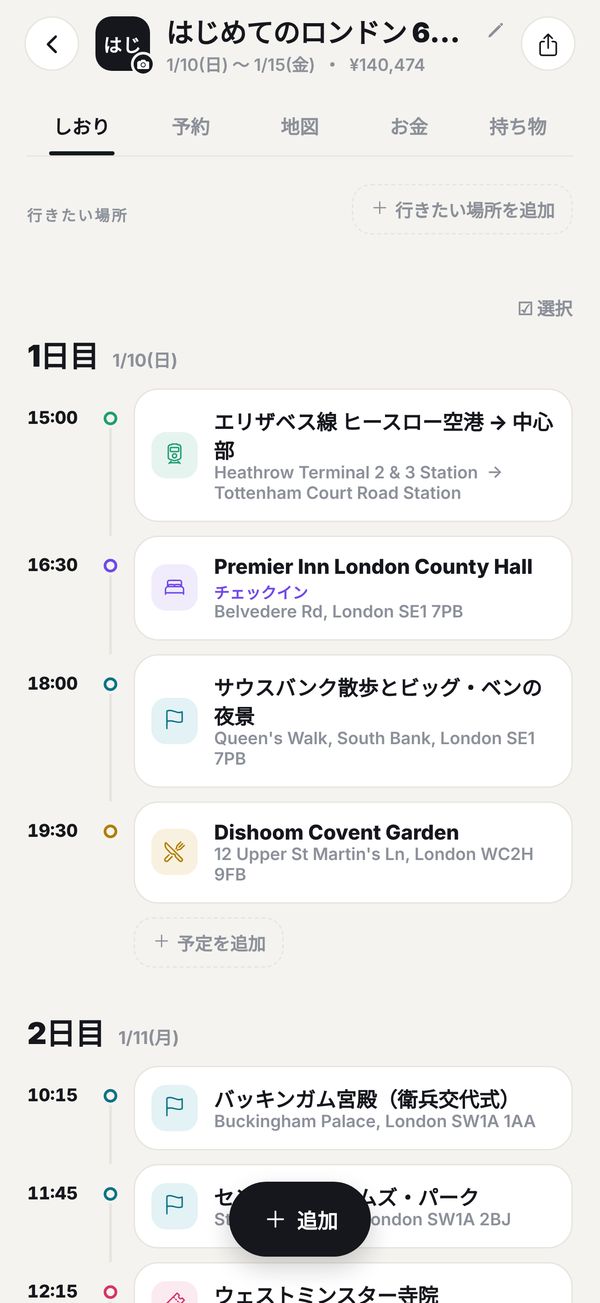 はじ
はじめてのロンドン 6...
1/10(日) 〜 1/15(金) • ¥140,474
しおり 予約 地図 お金 持ち物
行きたい場所
+ 行きたい場所を追加
☑ 選択
1日目 1/10(日)
15:00
エリザベス線 ヒースロー空港 → 中心
部
Heathrow Terminal 2 & 3 Station →
Tottenham Court Road Station
16:30
Premier Inn London County Hall
チェックイン
Belvedere Rd, London SE1 7PB
18:00
サウスバンク散歩とビッグ・ベンの
夜景
Queen's Walk, South Bank, London SE1
7PB
19:30
Dishoom Covent Garden
12 Upper St Martin's Ln, London WC2H
9FB
+ 予定を追加
2日目 1/11(月)
10:15
バッキンガム宮殿（衛兵交代式）
Buckingham Palace, London SW1A 1AA
11:45
セ ムズ・パーク
St ondon SW1A 2BJ
+ 追加
12:15
ウェストミンスター寺院